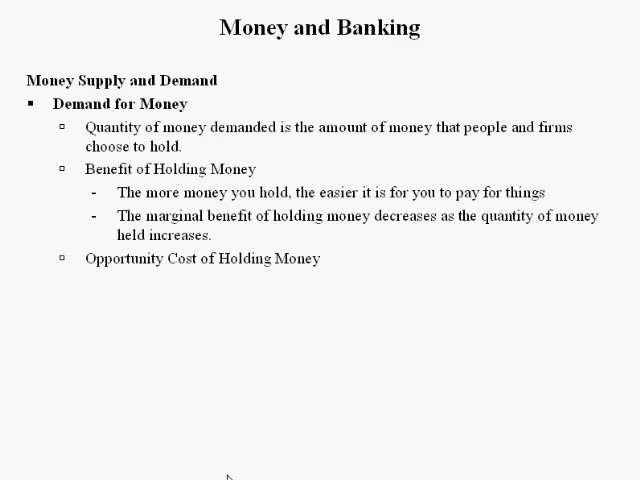 Money and Banking
Money Supply and Demand
▪ Demand for Money
▫ Quantity of money demanded is the amount of money that people and firms
choose to hold.
▫ Benefit of Holding Money
- The more money you hold, the easier it is for you to pay for things
- The marginal benefit of holding money decreases as the quantity of money
held increases.
▫ Opportunity Cost of Holding Money